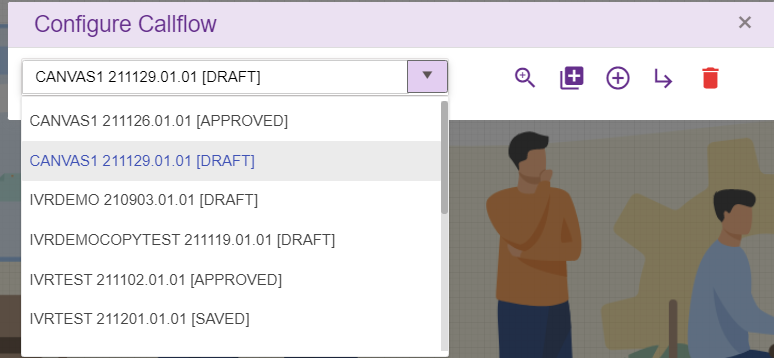 Configure Callflow
CANVAS1 211129.01.01 [DRAFT]
CANVAS1 211126.01.01 [APPROVED]
CANVAS1 211129.01.01 [DRAFT]
IVRDEMO 210903.01.01 [DRAFT]
IVRDEMOCOPYTEST 211119.01.01 [DRAFT]
IVRTEST 211102.01.01 [APPROVED]
IVRTEST 211201.01.01 [SAVED]